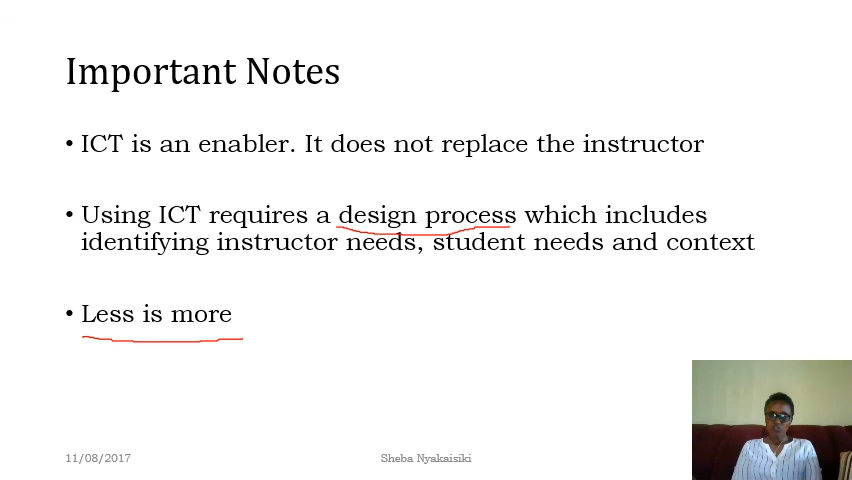 Important Notes
• ICT is an enabler. It does not replace the instructor
• Using ICT requires a design process which includes
identifying instructor needs, student needs and context
• Less is more
11/08/2017
Sheba Nyakaisiki